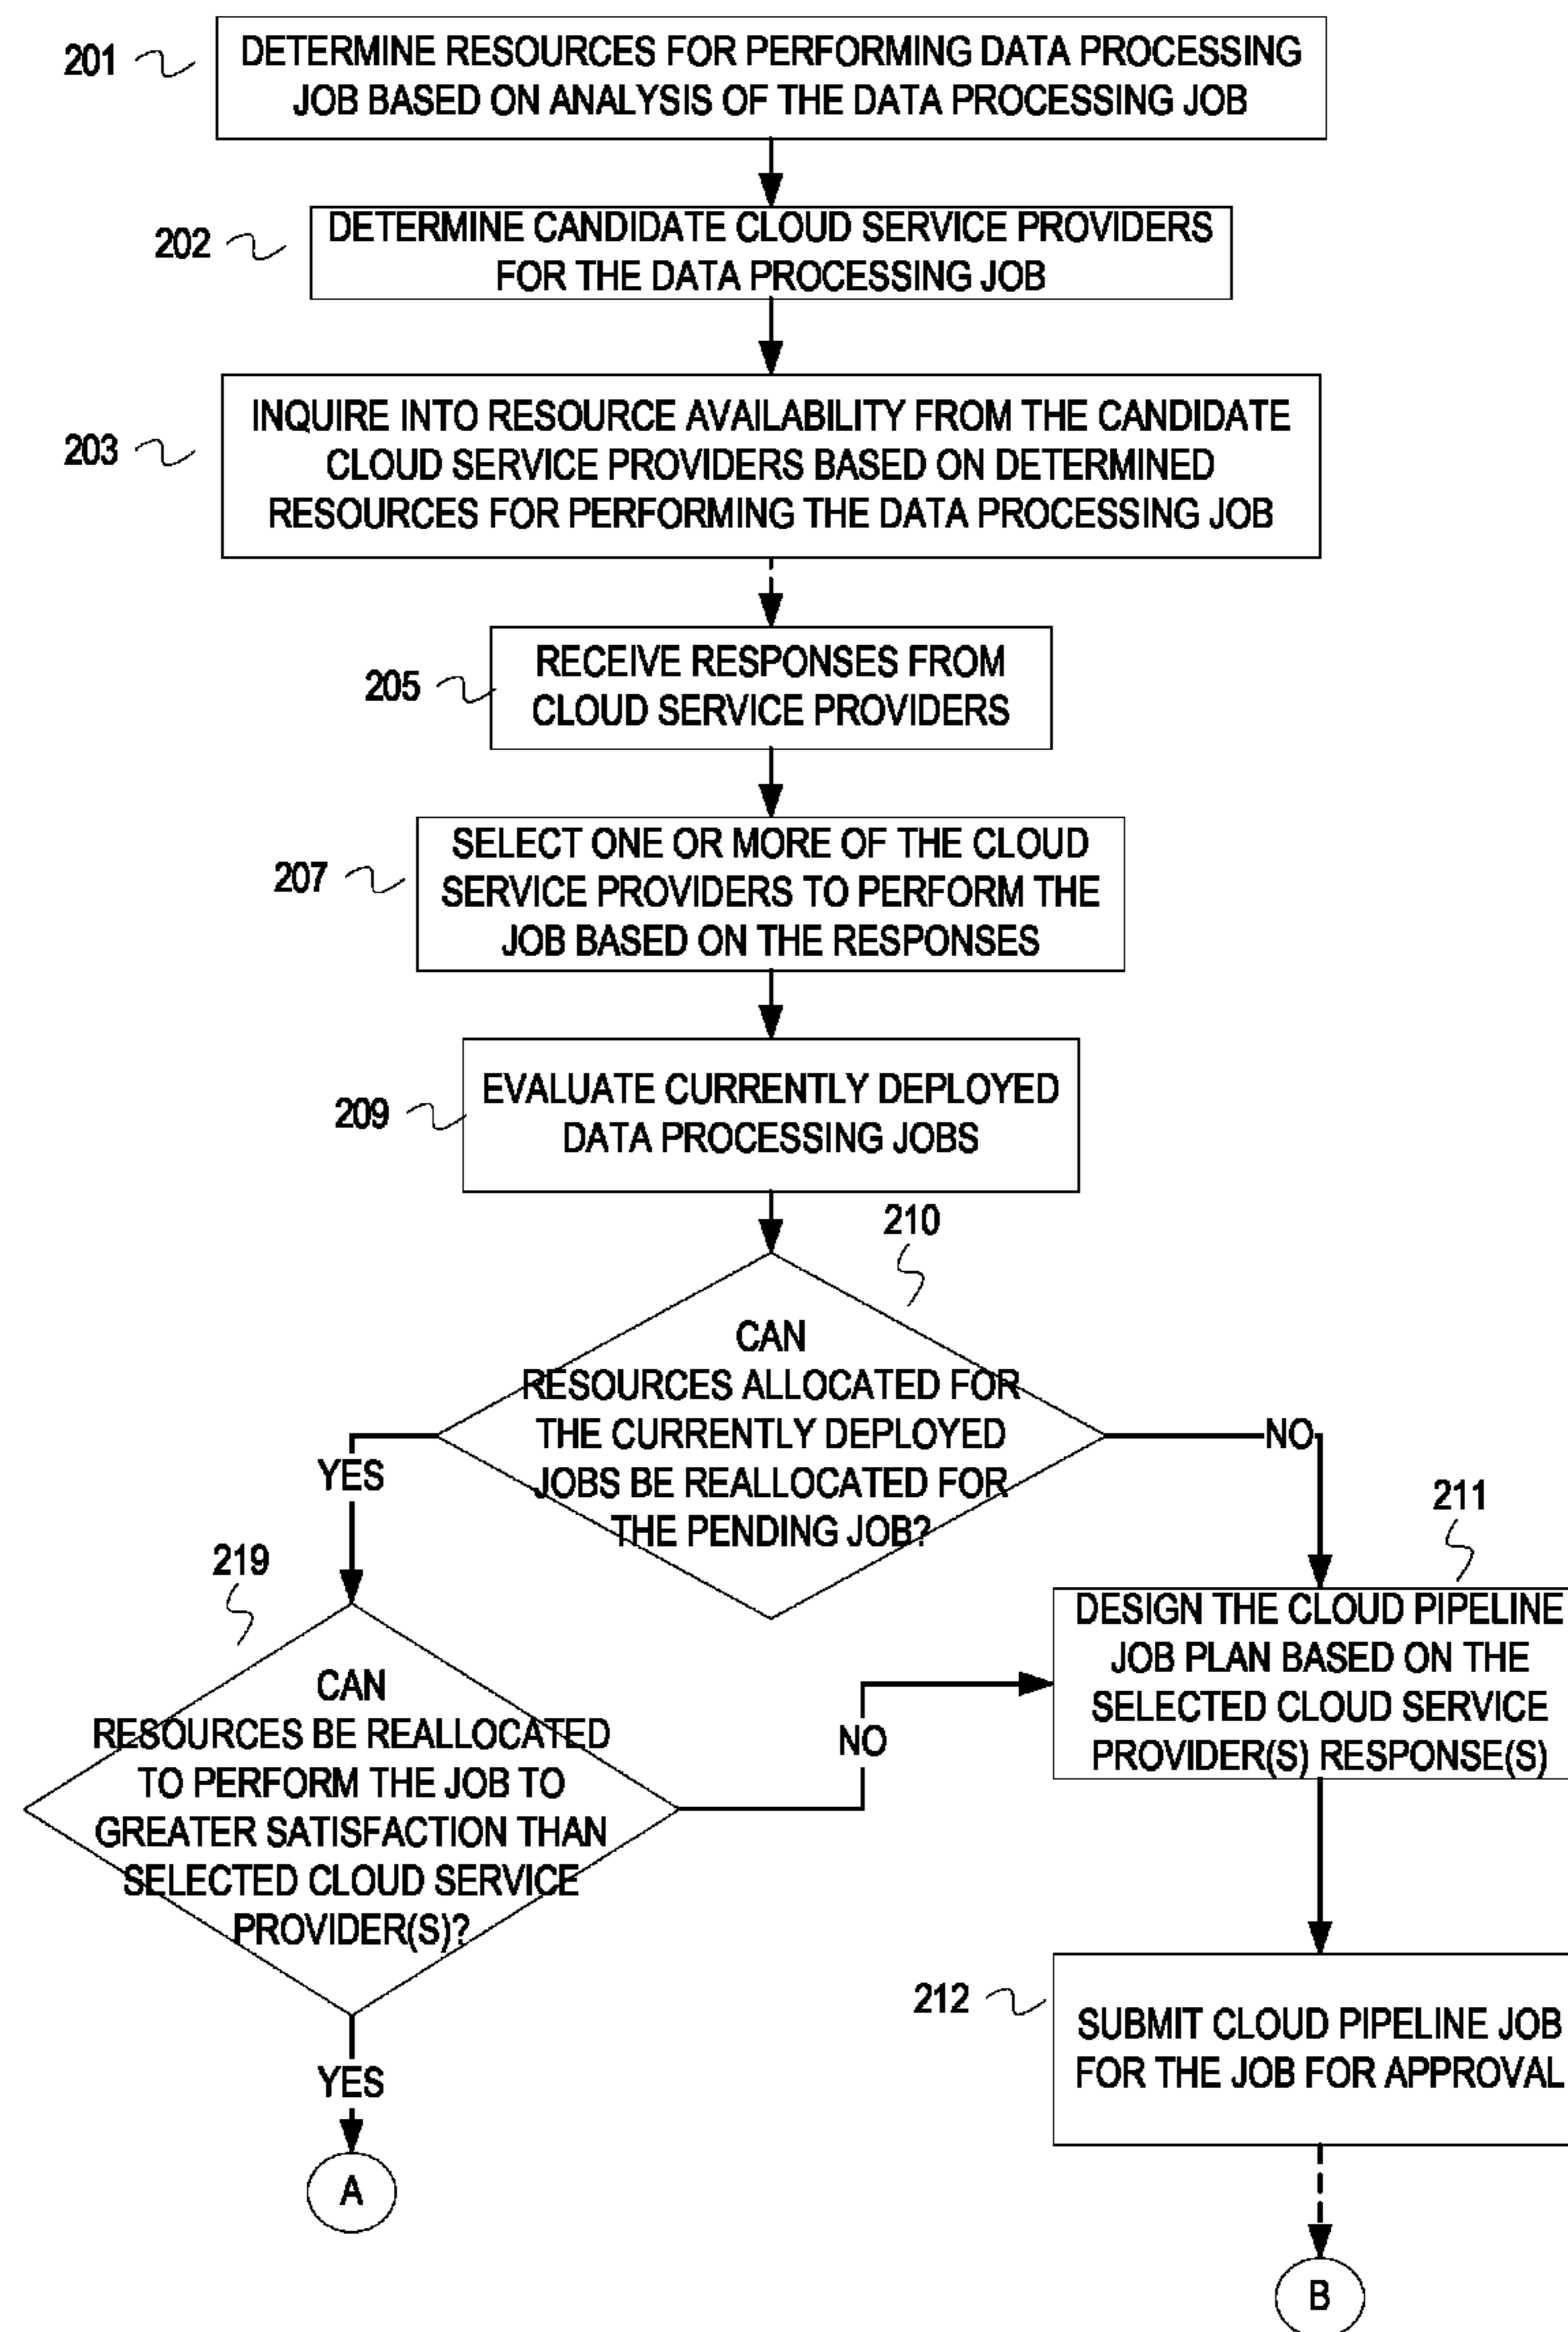 201
DETERMINE RESOURCES FOR PERFORMING DATA PROCESSING
JOB BASED ON ANALYSIS OF THE DATA PROCESSING JOB
202
DETERMINE CANDIDATE CLOUD SERVICE PROVIDERS
FOR THE DATA PROCESSING JOB
203
INQUIRE INTO RESOURCE AVAILABILITY FROM THE CANDIDATE
CLOUD SERVICE PROVIDERS BASED ON DETERMINED
RESOURCES FOR PERFORMING THE DATA PROCESSING JOB
205
RECEIVE RESPONSES FROM
CLOUD SERVICE PROVIDERS
207
SELECT ONE OR MORE OF THE CLOUD
SERVICE PROVIDERS TO PERFORM THE
JOB BASED ON THE RESPONSES
209
EVALUATE CURRENTLY DEPLOYED
DATA PROCESSING JOBS
210
CAN
RESOURCES ALLOCATED FOR
THE CURRENTLY DEPLOYED
JOBS BE REALLOCATED FOR
THE PENDING JOB?
YES
NO
219
CAN
RESOURCES BE REALLOCATED
TO PERFORM THE JOB TO
GREATER SATISFACTION THAN
SELECTED CLOUD SERVICE
PROVIDER(S)?
NO
YES
A
211
DESIGN THE CLOUD PIPELINE
JOB PLAN BASED ON THE
SELECTED CLOUD SERVICE
PROVIDER(S) RESPONSE(S)
212
SUBMIT CLOUD PIPELINE JOB
FOR THE JOB FOR APPROVAL
B